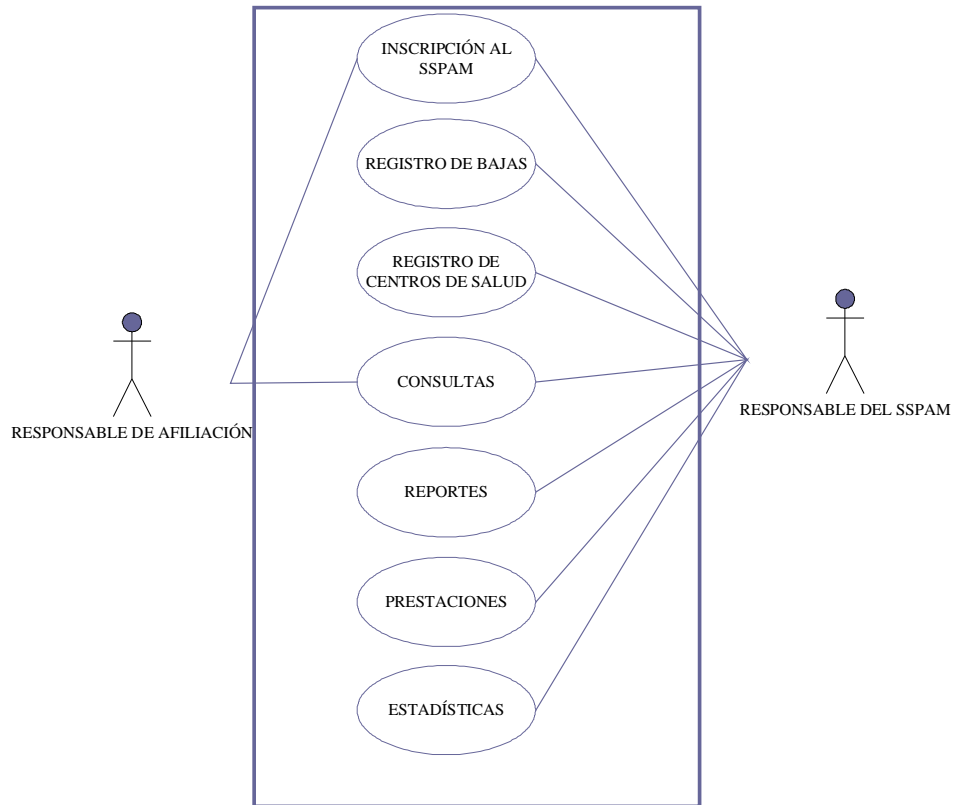 INSCRIPCIÓN AL
SSPAM
REGISTRO DE BAJAS
REGISTRO DE
CENTROS DE SALUD
CONSULTAS
RESPONSABLE DE AFILIACIÓN
RESPONSABLE DEL SSPAM
REPORTES
PRESTACIONES
ESTADÍSTICAS